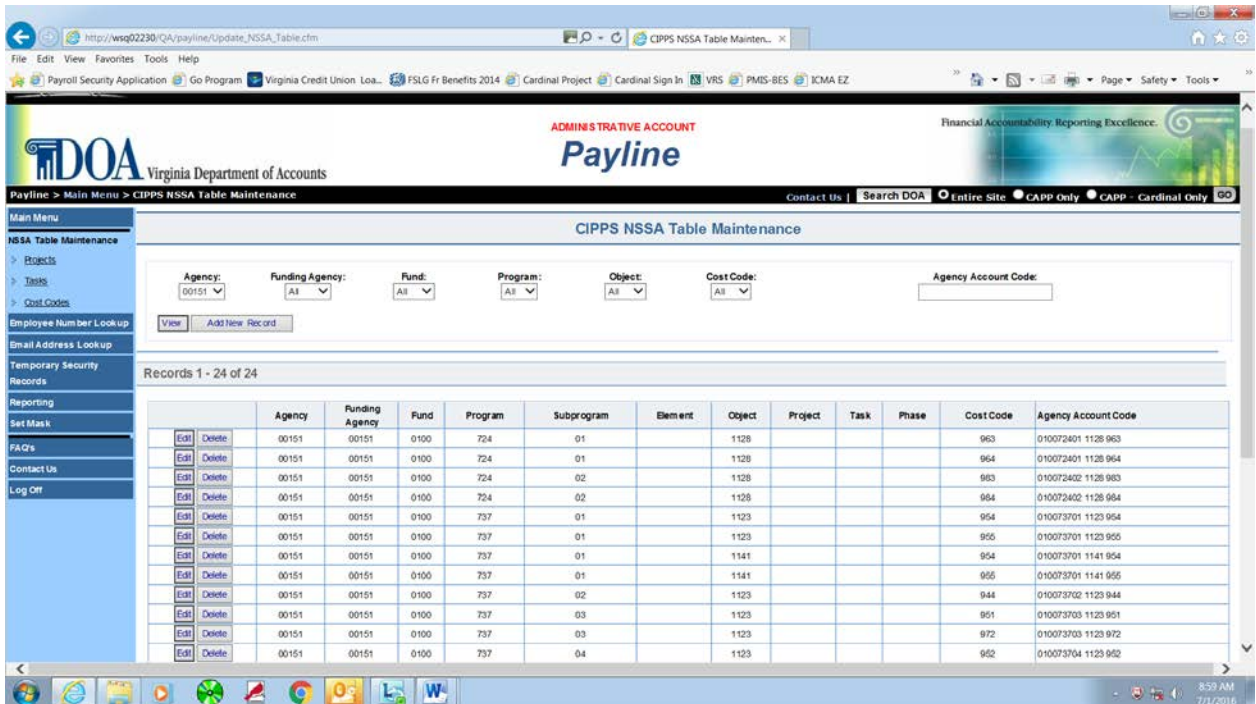 http://wsq02230/QA/payline/Update_NSSA_Table.cfm CIPPS NSSA Table Mainten...
File Edit View Favorites Tools Help
Payroll Security Application Go Program Virginia Credit Union Loa... FSLG Fr Benefits 2014 Cardinal Project Cardinal Sign In VRS PMIS-BES ICMA EZ Page Safety Tools
ADMINISTRATIVE ACCOUNT
Financial Accountability. Reporting Excellence.
DOA Virginia Department of Accounts
Payline
Payline > Main Menu > CIPPS NSSA Table Maintenance Contact Us | Search DOA Entire Site CAPP Only CAPP - Cardinal Only GO
Main Menu
NSSA Table Maintenance
> Projects
> Tasks
> Cost Codes
Employee Number Lookup
Email Address Lookup
Temporary Security
Records
Reporting
Set Mask
FAQ's
Contact Us
Log Off
CIPPS NSSA Table Maintenance
Agency: Funding Agency: Fund: Program: Object: Cost Code: Agency Account Code:
00151 All All All All All
View Add New Record
Records 1 - 24 of 24
Agency Funding Agency Fund Program Subprogram Element Object Project Task Phase Cost Code Agency Account Code
Edit Delete 00151 00151 0100 724 01 1128 963 010072401 1128 963
Edit Delete 00151 00151 0100 724 01 1128 964 010072401 1128 964
Edit Delete 00151 00151 0100 724 02 1128 983 010072402 1128 983
Edit Delete 00151 00151 0100 724 02 1128 984 010072402 1128 984
Edit Delete 00151 00151 0100 737 01 1123 954 010073701 1123 954
Edit Delete 00151 00151 0100 737 01 1123 955 010073701 1123 955
Edit Delete 00151 00151 0100 737 01 1141 954 010073701 1141 954
Edit Delete 00151 00151 0100 737 01 1141 955 010073701 1141 955
Edit Delete 00151 00151 0100 737 02 1123 944 010073702 1123 944
Edit Delete 00151 00151 0100 737 03 1123 951 010073703 1123 951
Edit Delete 00151 00151 0100 737 03 1123 972 010073703 1123 972
Edit Delete 00151 00151 0100 737 04 1123 952 010073704 1123 952
8:59 AM
7/1/2016